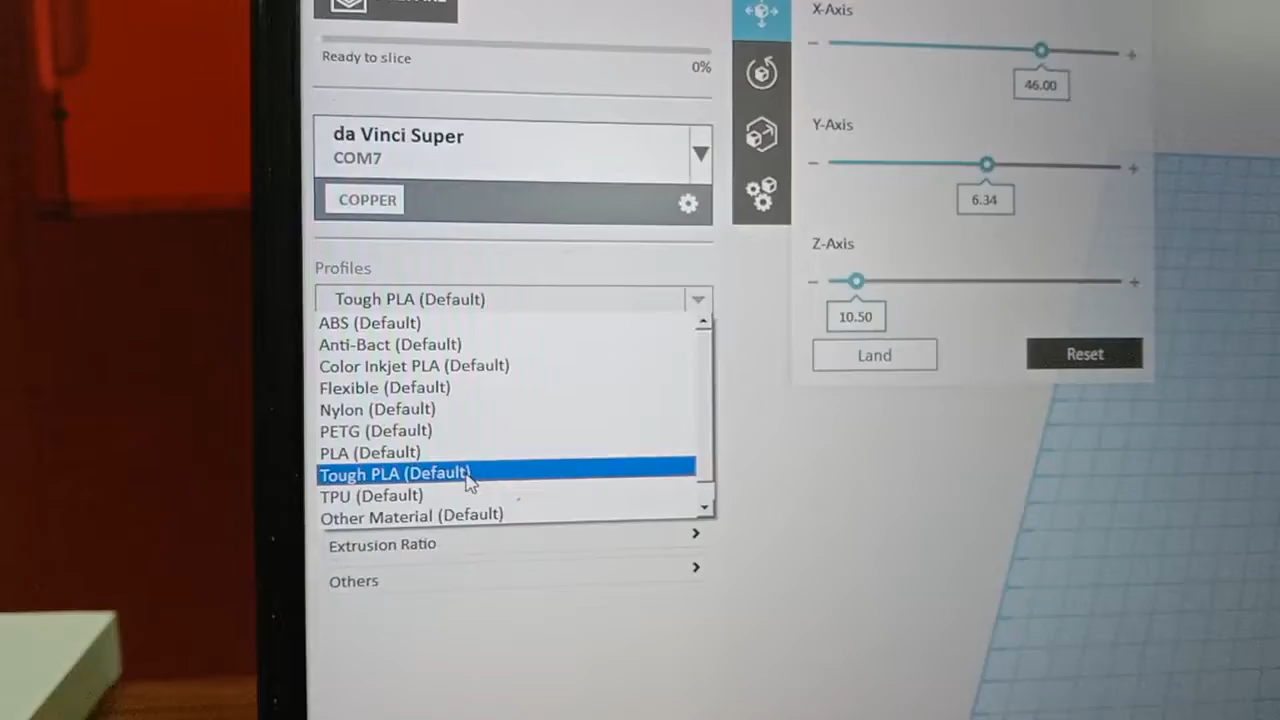 Ready to slice
0%
da Vinci Super
COM7
COPPER
Profiles
Tough PLA (Default)
ABS (Default)
Anti-Bact (Default)
Color Inkjet PLA (Default)
Flexible (Default)
Nylon (Default)
PETG (Default)
PLA (Default)
Tough PLA (Default)
TPU (Default)
Other Material (Default)
Extrusion Ratio
Others
X-Axis
46.00
Y-Axis
6.34
Z-Axis
10.50
Land
Reset